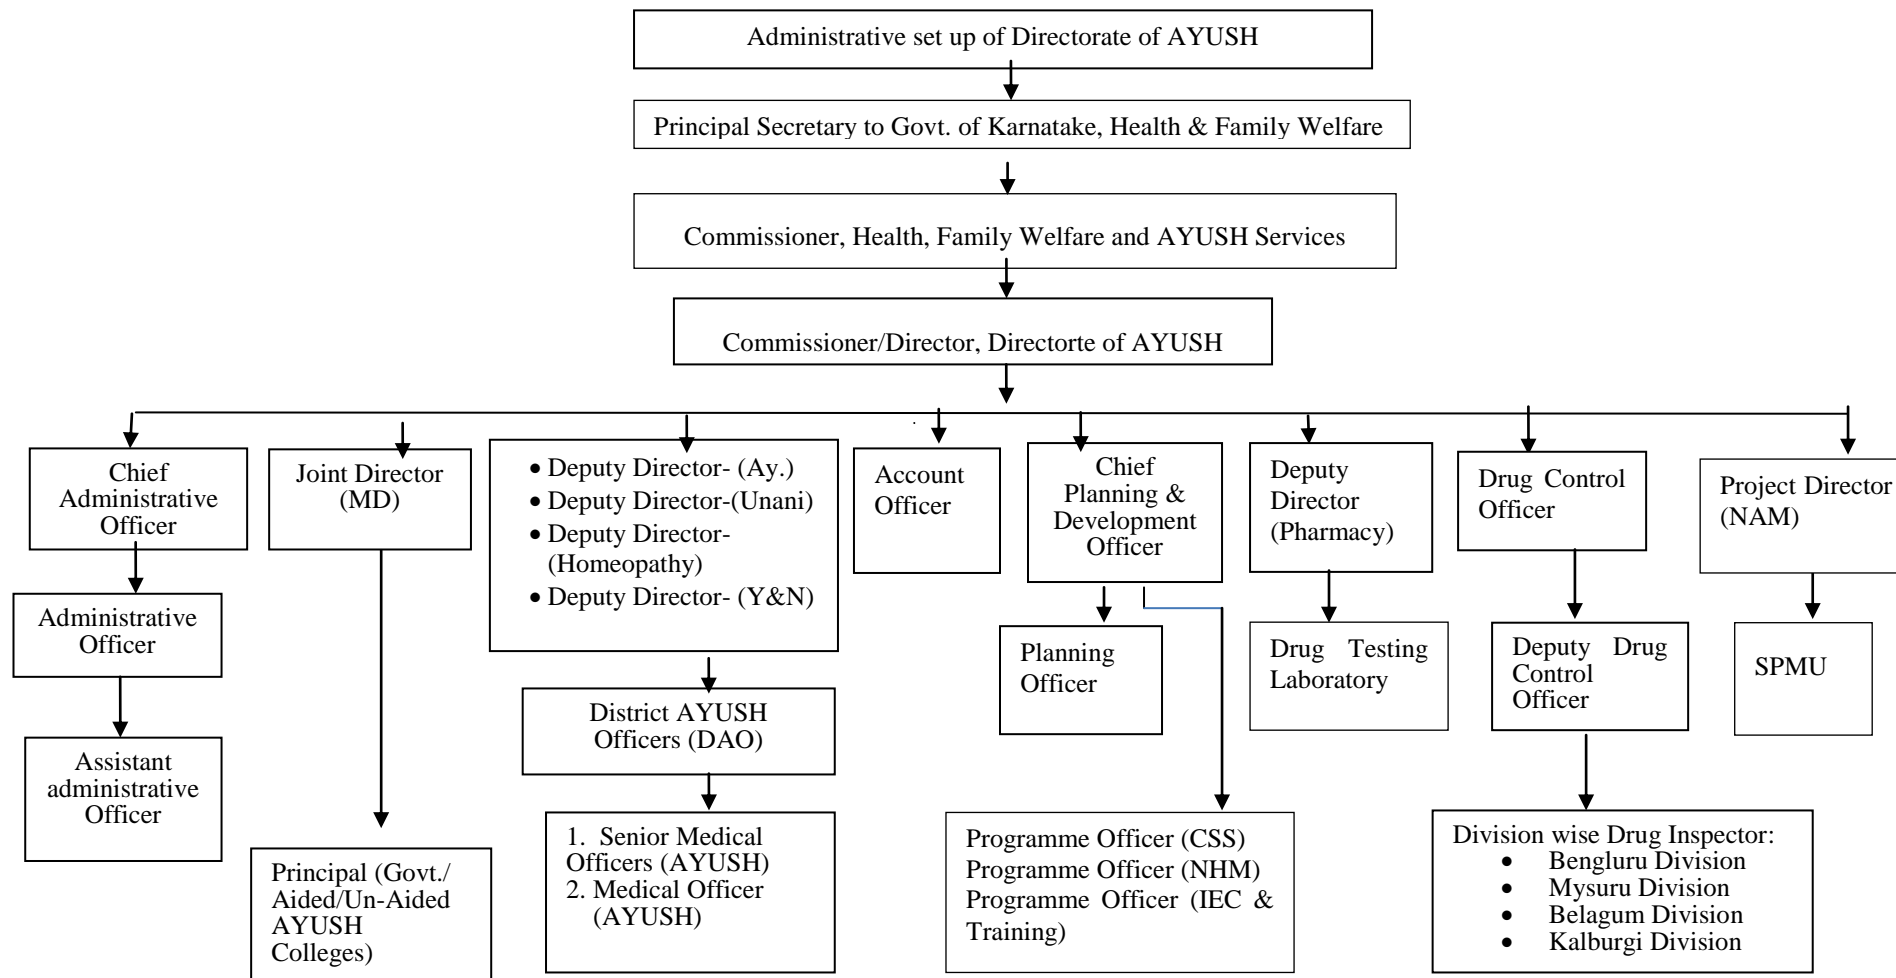 Administrative set up of Directorate of AYUSH
Principal Secretary to Govt. of Karnatake, Health & Family Welfare
Commissioner, Health, Family Welfare and AYUSH Services
Commissioner/Director, Directorte of AYUSH
Chief
Administrative
Officer
Administrative
Officer
Assistant
administrative
Officer
Joint Director
(MD)
Principal (Govt./
Aided/Un-Aided
AYUSH
Colleges)
• Deputy Director- (Ay.)
• Deputy Director-(Unani)
• Deputy Director-
(Homeopathy)
• Deputy Director- (Y&N)
District AYUSH
Officers (DAO)
1. Senior Medical
Officers (AYUSH)
2. Medical Officer
(AYUSH)
Account
Officer
Chief
Planning &
Development
Officer
Planning
Officer
Programme Officer (CSS)
Programme Officer (NHM)
Programme Officer (IEC &
Training)
Deputy
Director
(Pharmacy)
Drug Testing
Laboratory
Drug Control
Officer
Deputy Drug
Control
Officer
Division wise Drug Inspector:
• Bengluru Division
• Mysuru Division
• Belagum Division
• Kalburgi Division
Project Director
(NAM)
SPMU